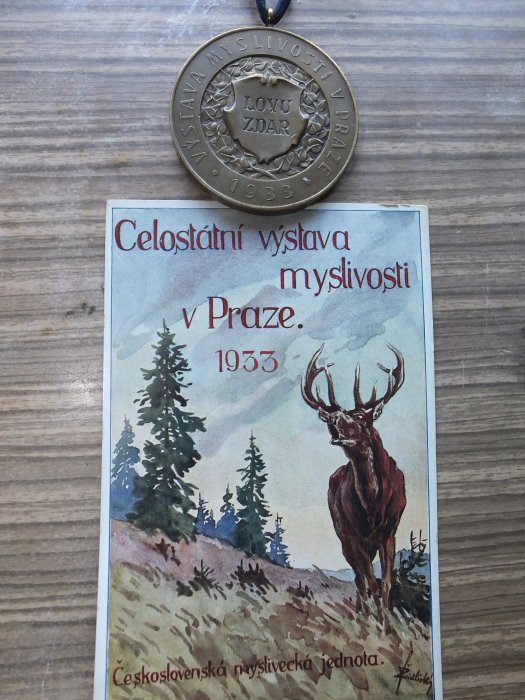 VÝSTAVA MYSLIVOSTI V PRAZE
LOVU
ZDAR
• 1933 •
Celostátní výstava
myslivosti
v Praze.
1933
Československá myslivecká jednota.